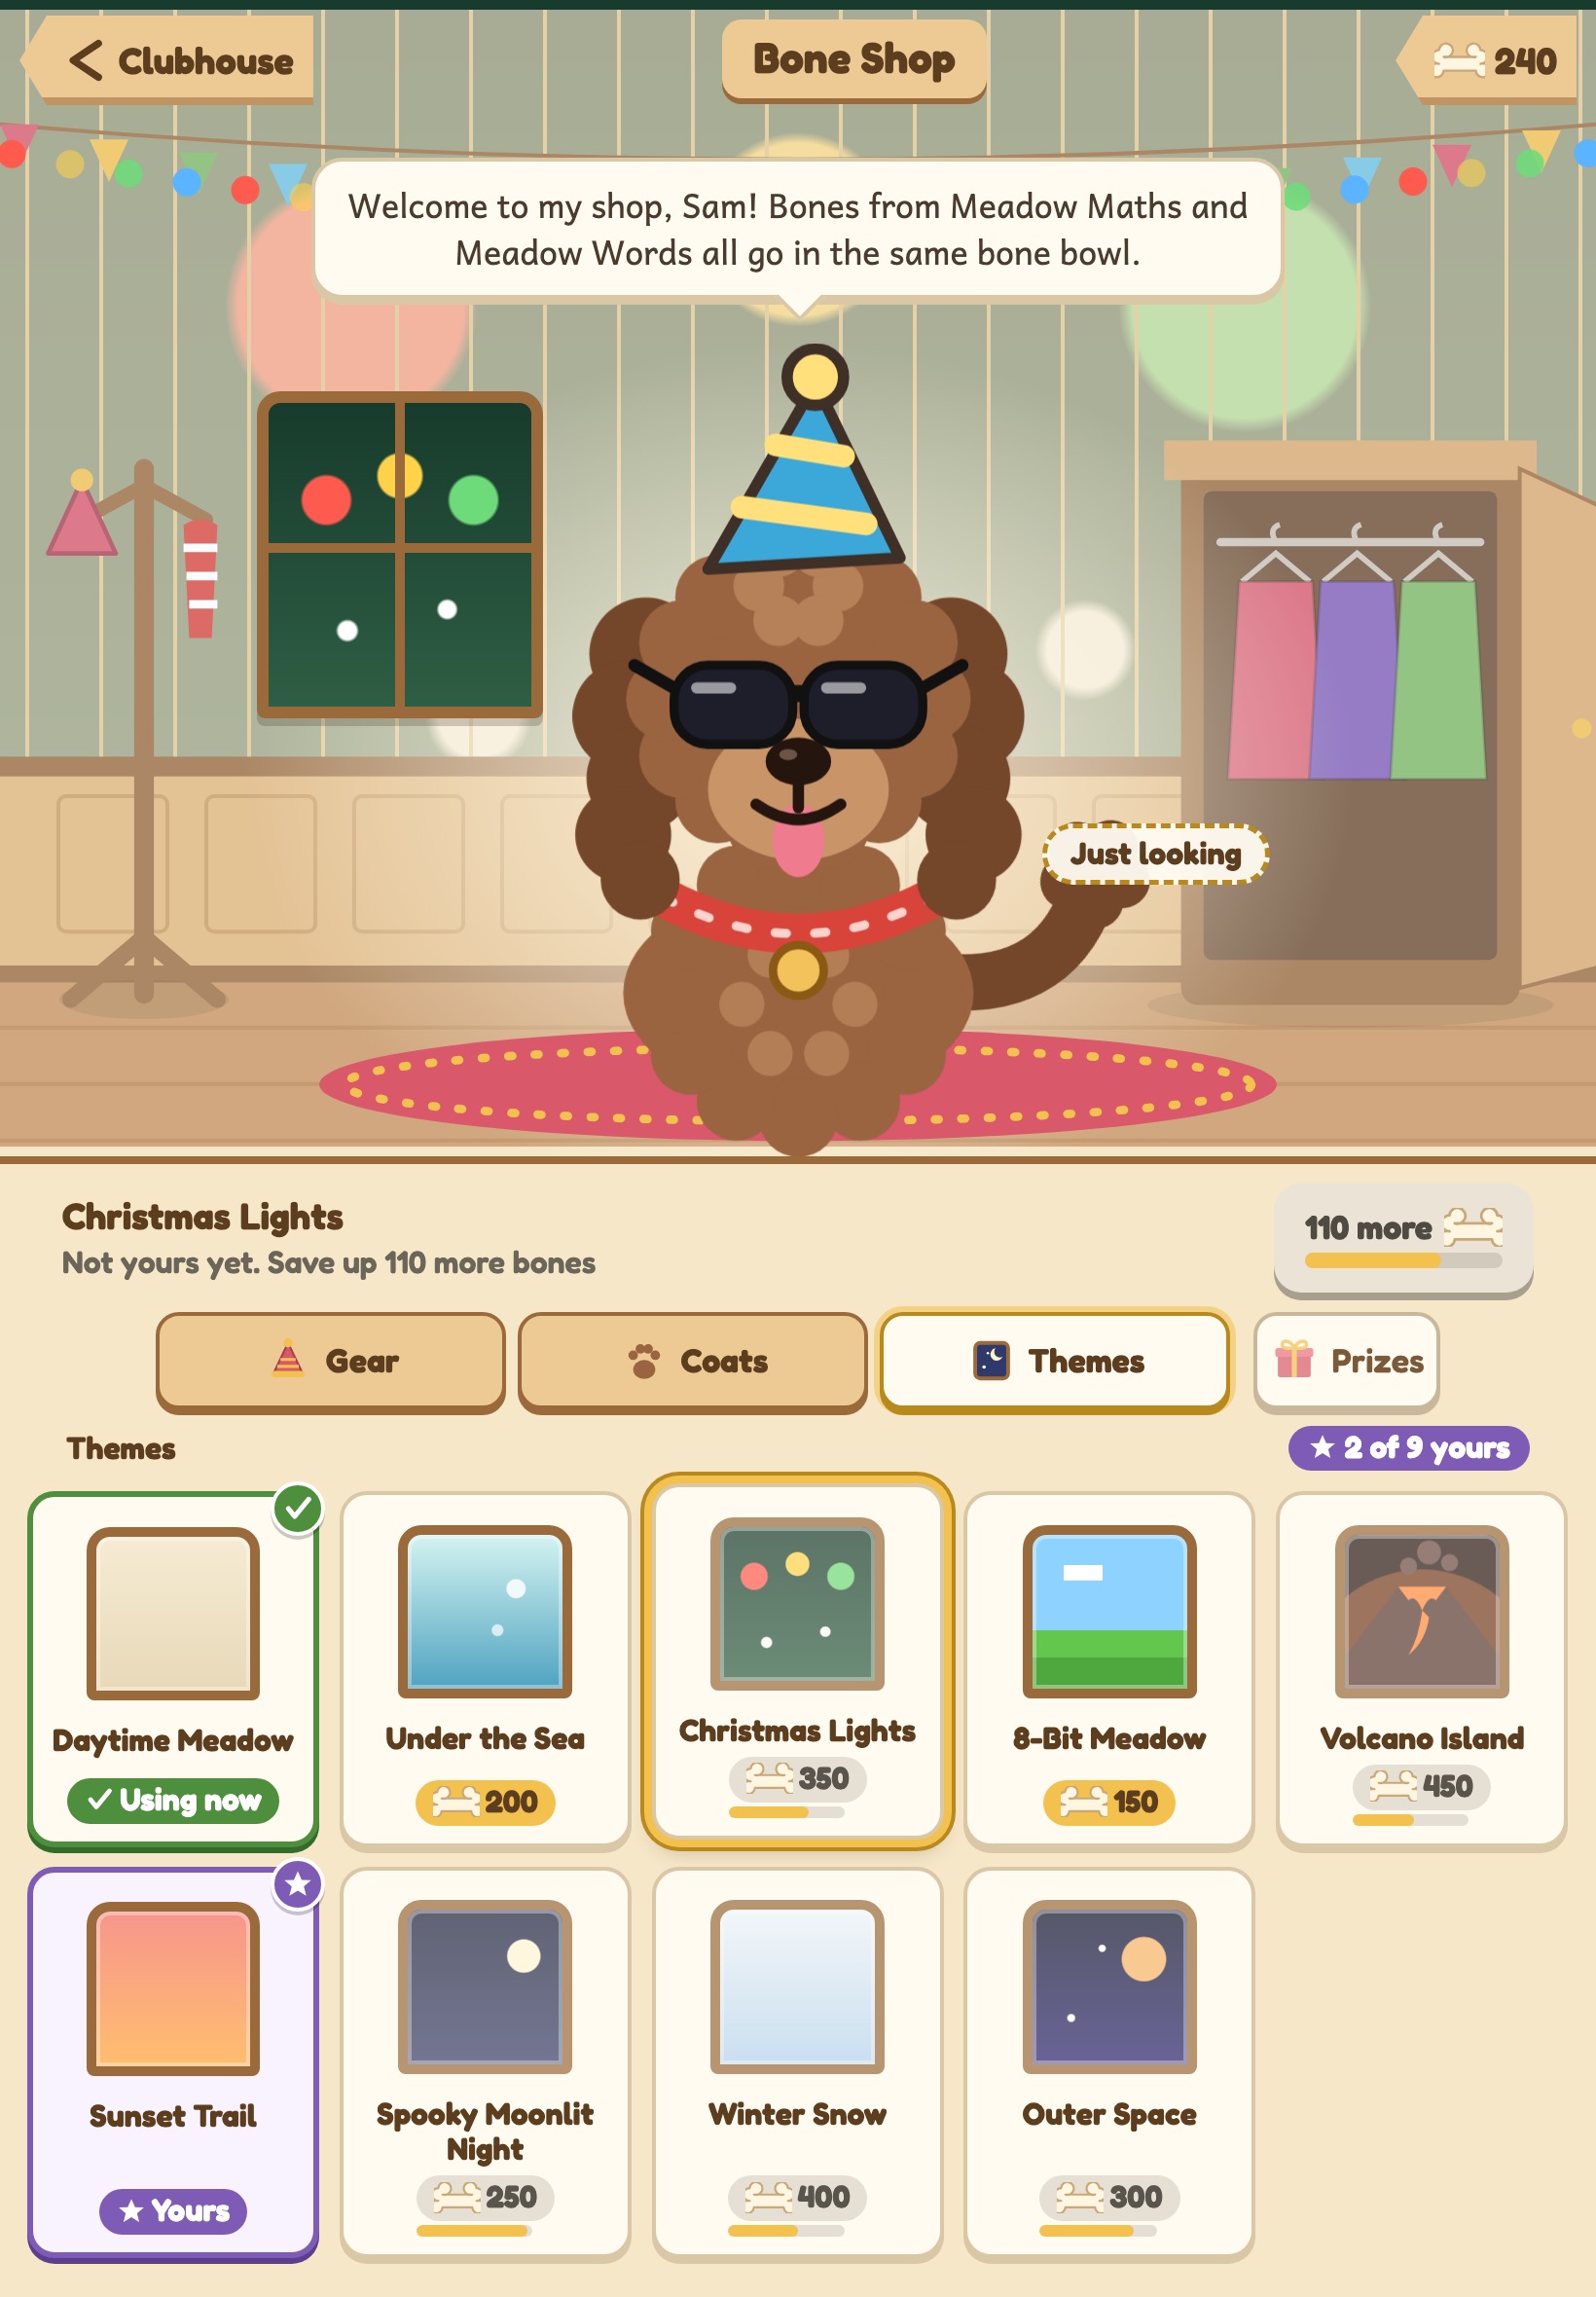 Clubhouse
Bone Shop
240
Welcome to my shop, Sam! Bones from Meadow Maths and
Meadow Words all go in the same bone bowl.
Just looking
Christmas Lights
Not yours yet. Save up 110 more bones
110 more
Gear
Coats
Themes
Prizes
Themes
2 of 9 yours
Daytime Meadow
Using now
Under the Sea
200
Christmas Lights
350
8-Bit Meadow
150
Volcano Island
450
Sunset Trail
Yours
Spooky Moonlit
Night
250
Winter Snow
400
Outer Space
300